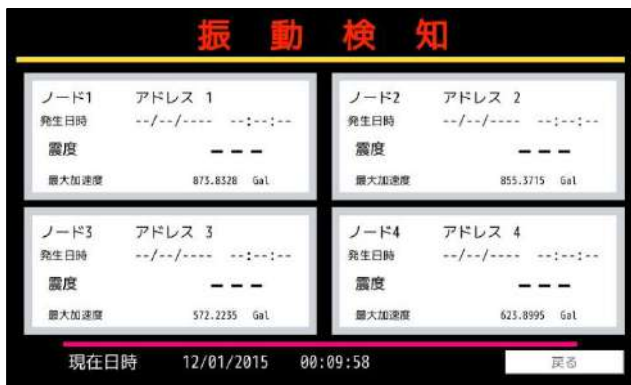 振動検知
ノード1 アドレス 1
発生日時 --/--/---- --:--:--
震度 ---
最大加速度 873.8328 Gal
ノード2 アドレス 2
発生日時 --/--/---- --:--:--
震度 ---
最大加速度 855.3715 Gal
ノード3 アドレス 3
発生日時 --/--/---- --:--:--
震度 ---
最大加速度 572.2235 Gal
ノード4 アドレス 4
発生日時 --/--/---- --:--:--
震度 ---
最大加速度 623.8995 Gal
現在日時 12/01/2015 00:09:58
戻る